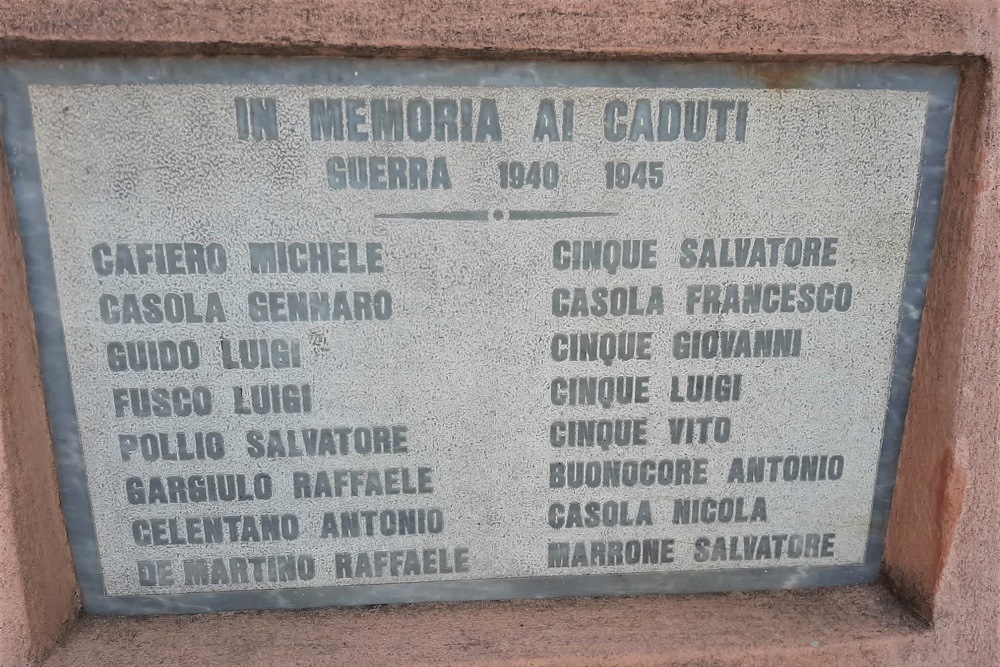 IN MEMORIA AI CADUTI
GUERRA 1940 1945
CAFIERO MICHELE
CASOLA GENNARO
GUIDO LUIGI
FUSCO LUIGI
POLLIO SALVATORE
GARGIULO RAFFAELE
CELENTANO ANTONIO
DE MARTINO RAFFAELE
CINQUE SALVATORE
CASOLA FRANCESCO
CINQUE GIOVANNI
CINQUE LUIGI
CINQUE VITO
BUONOCORE ANTONIO
CASOLA NICOLA
MARRONE SALVATORE